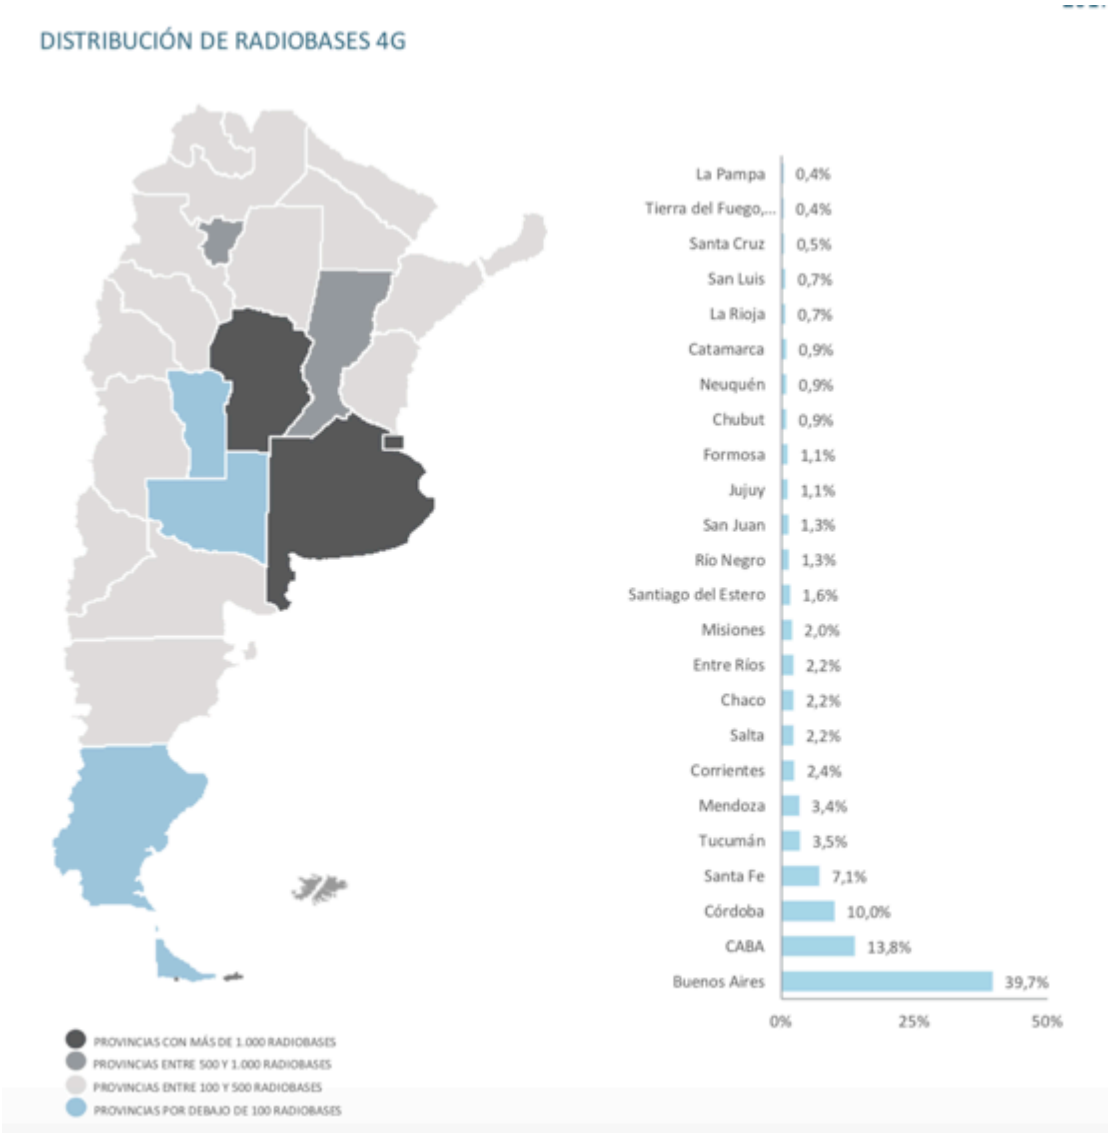 DISTRIBUCIÓN DE RADIOBASES 4G
La Pampa 0,4%
Tierra del Fuego,... 0,4%
Santa Cruz 0,5%
San Luis 0,7%
La Rioja 0,7%
Catamarca 0,9%
Neuquén 0,9%
Chubut 0,9%
Formosa 1,1%
Jujuy 1,1%
San Juan 1,3%
Río Negro 1,3%
Santiago del Estero 1,6%
Misiones 2,0%
Entre Ríos 2,2%
Chaco 2,2%
Salta 2,2%
Corrientes 2,4%
Mendoza 3,4%
Tucumán 3,5%
Santa Fe 7,1%
Córdoba 10,0%
CABA 13,8%
Buenos Aires 39,7%
0% 25% 50%
PROVINCIAS CON MÁS DE 1.000 RADIOBASES
PROVINCIAS ENTRE 500 Y 1.000 RADIOBASES
PROVINCIAS ENTRE 100 Y 500 RADIOBASES
PROVINCIAS POR DEBAJO DE 100 RADIOBASES